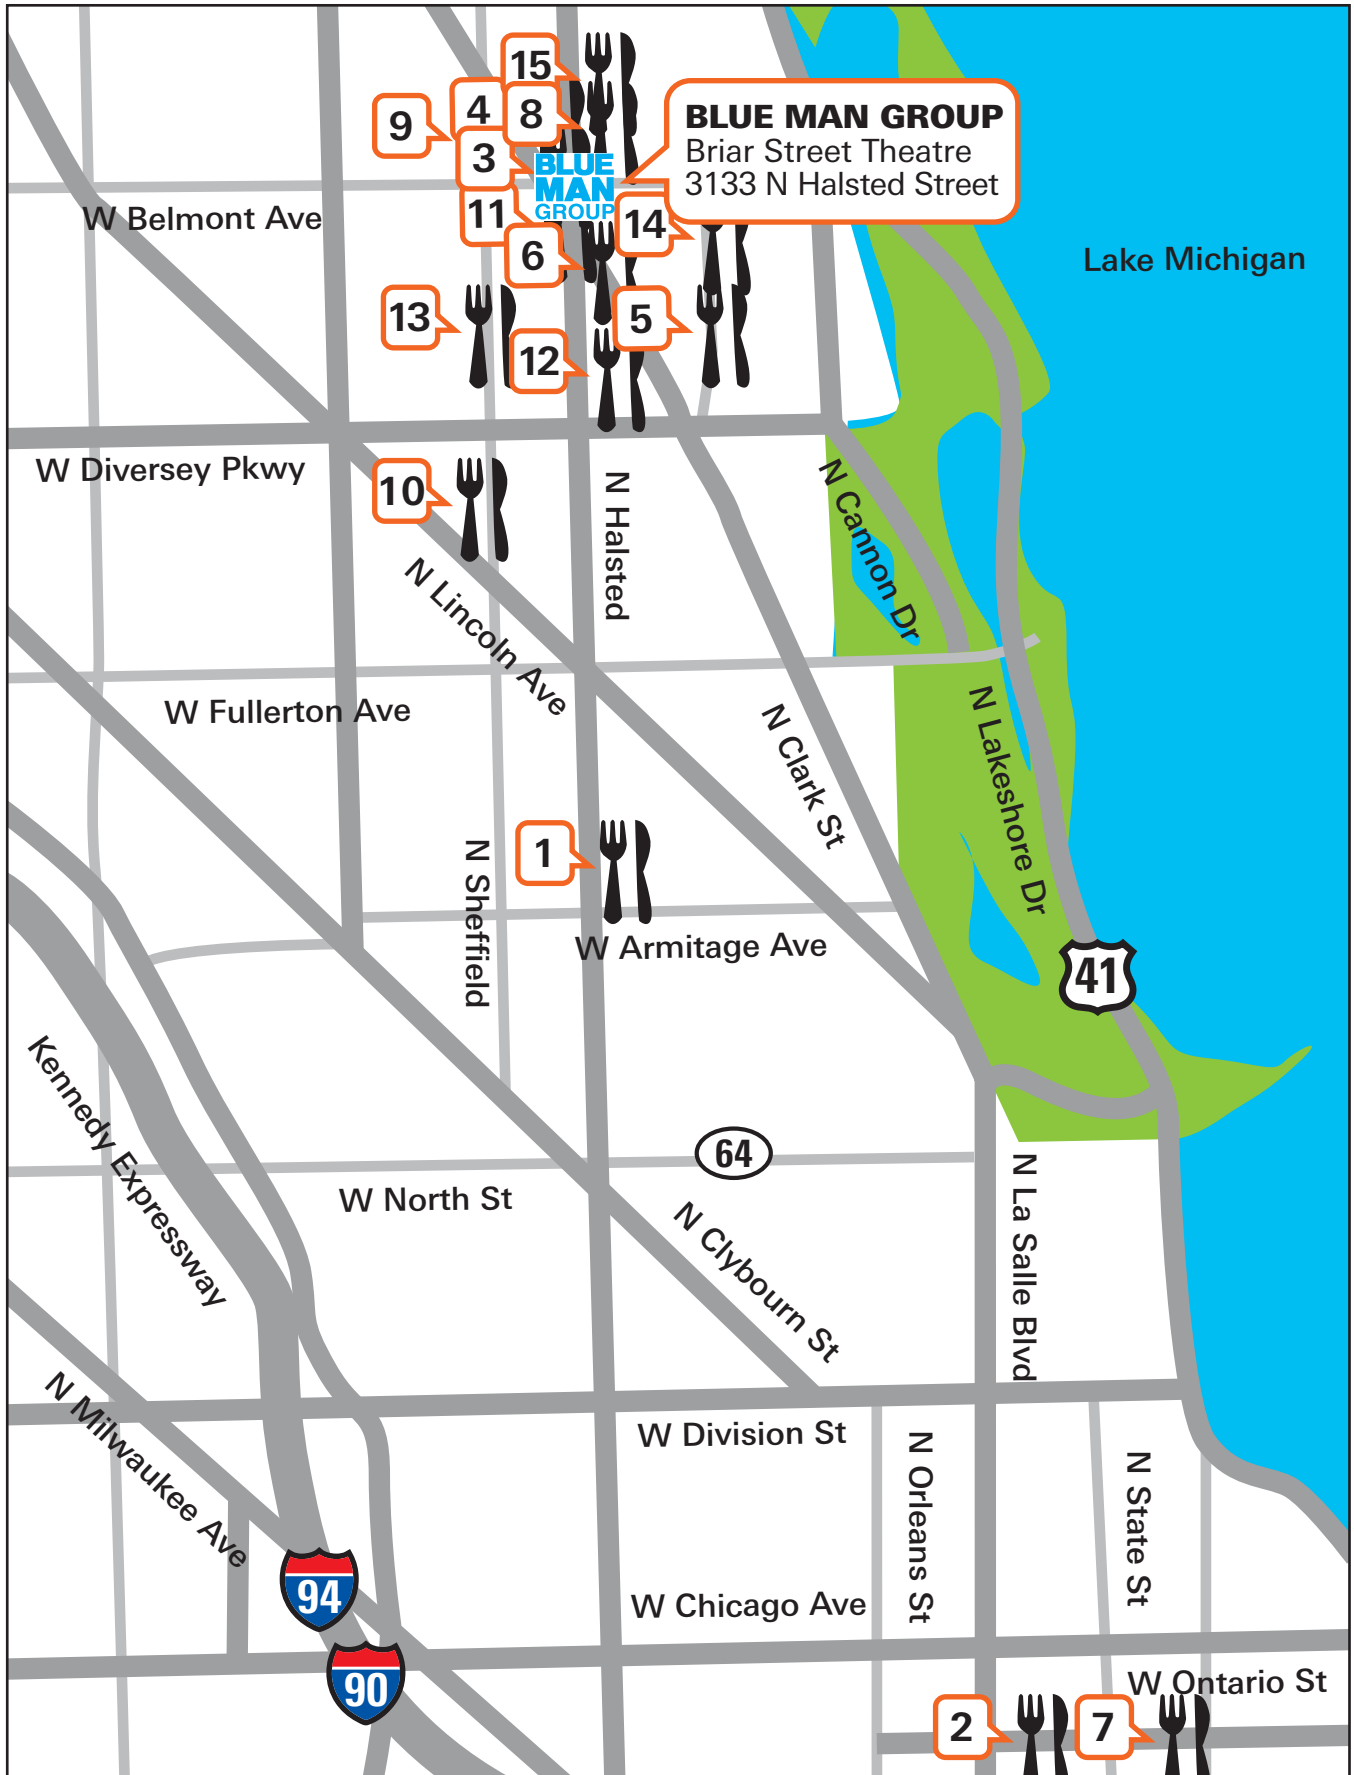 15
4
8
9
3
BLUE MAN GROUP
Briar Street Theatre
3133 N Halsted Street
BLUE
MAN
GROUP
W Belmont Ave
11
14
6
Lake Michigan
13
5
12
W Diversey Pkwy
10
N Halsted
N Cannon Dr
N Lincoln Ave
W Fullerton Ave
N Clark St
N Lakeshore Dr
1
N Sheffield
W Armitage Ave
41
Kennedy Expressway
64
W North St
N La Salle Blvd
N Clybourn St
N Milwaukee Ave
W Division St
N Orleans St
N State St
94
W Chicago Ave
90
W Ontario St
2
7